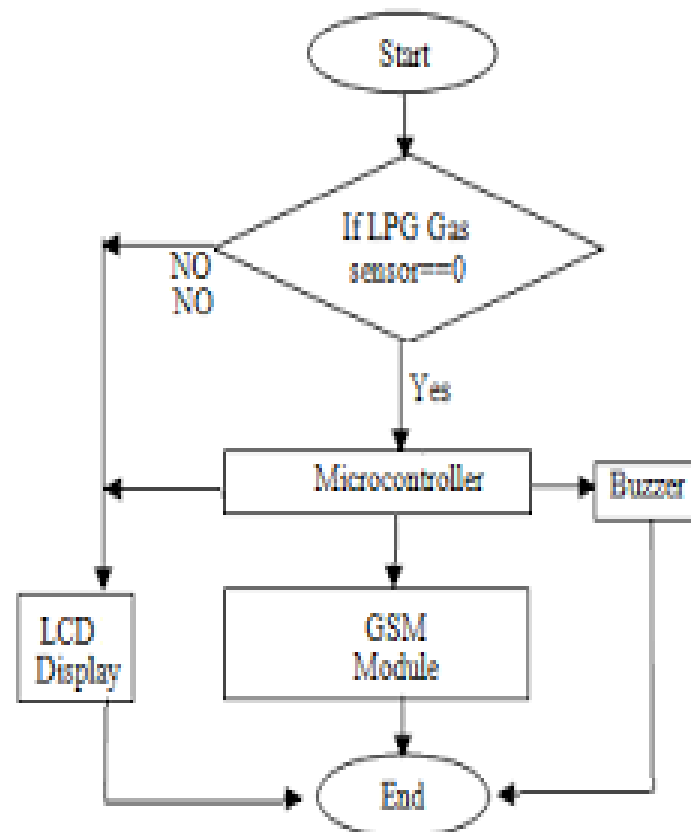 Start
If LPG Gas
sensor==0
NO
NO
Yes
Microcontroller
Buzzer
LCD
Display
GSM
Module
End